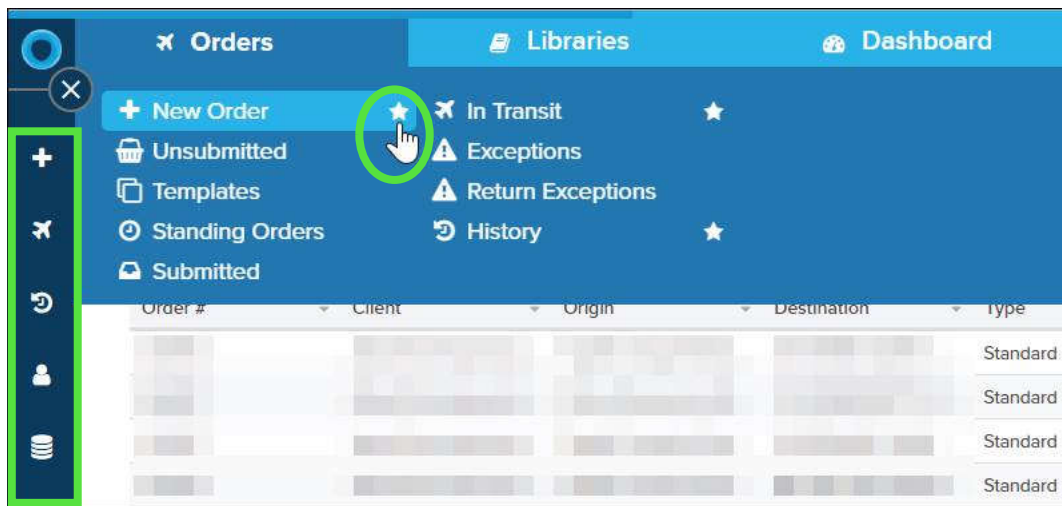 Orders Libraries Dashboard
New Order In Transit
Unsubmitted Exceptions
Templates Return Exceptions
Standing Orders History
Submitted
Order # Client Origin Destination Type
Standard
Standard
Standard
Standard